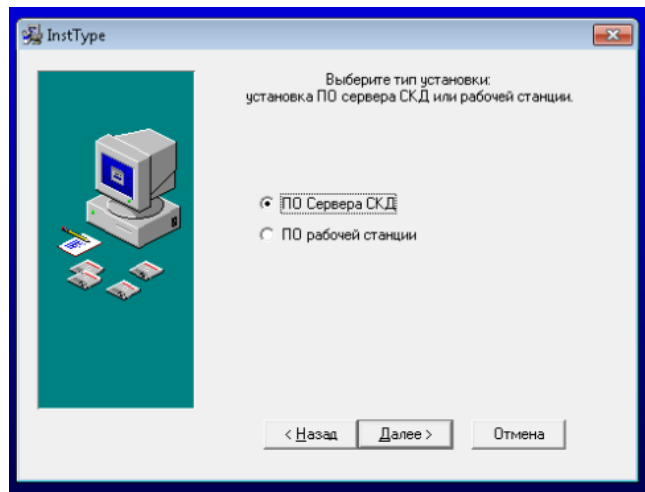 InstType
Выберите тип установки:
установка ПО сервера СКД или рабочей станции.
ПО Сервера СКД
ПО рабочей станции
< Назад
Далее >
Отмена